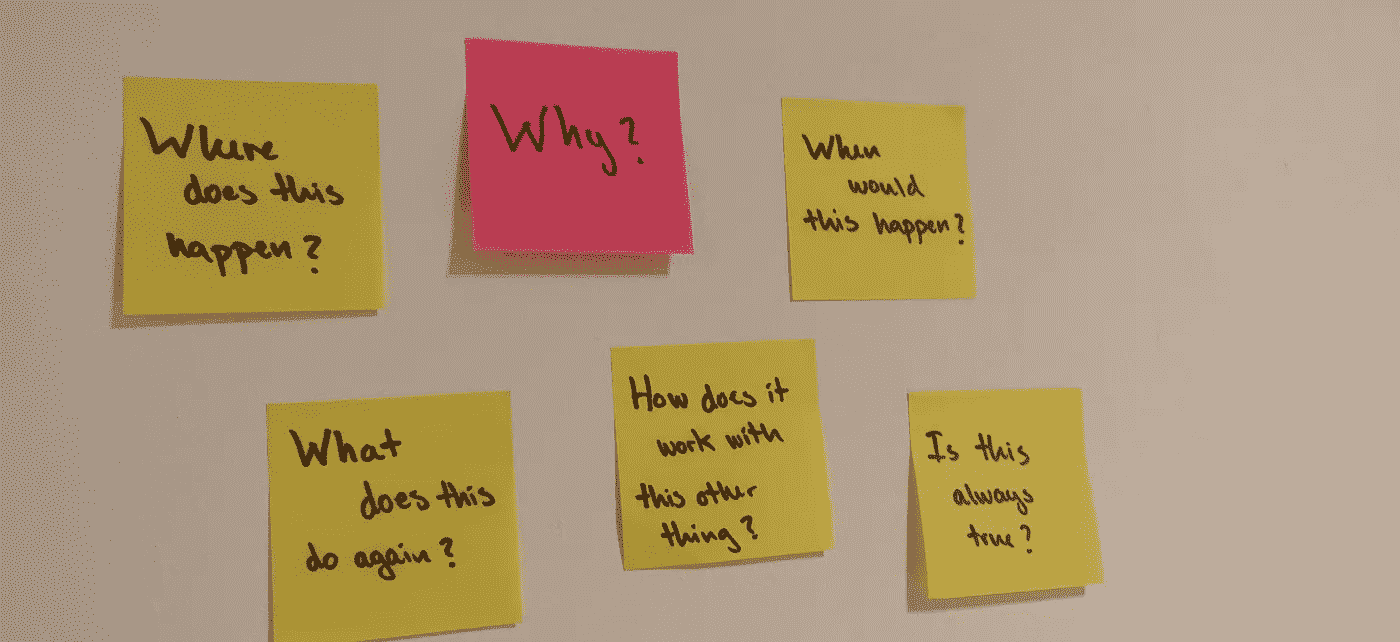 Where
does this
happen?
Why?
When
would
this happen?
What
does this
do again?
How does it
work with
this other
thing?
Is this
always
true?